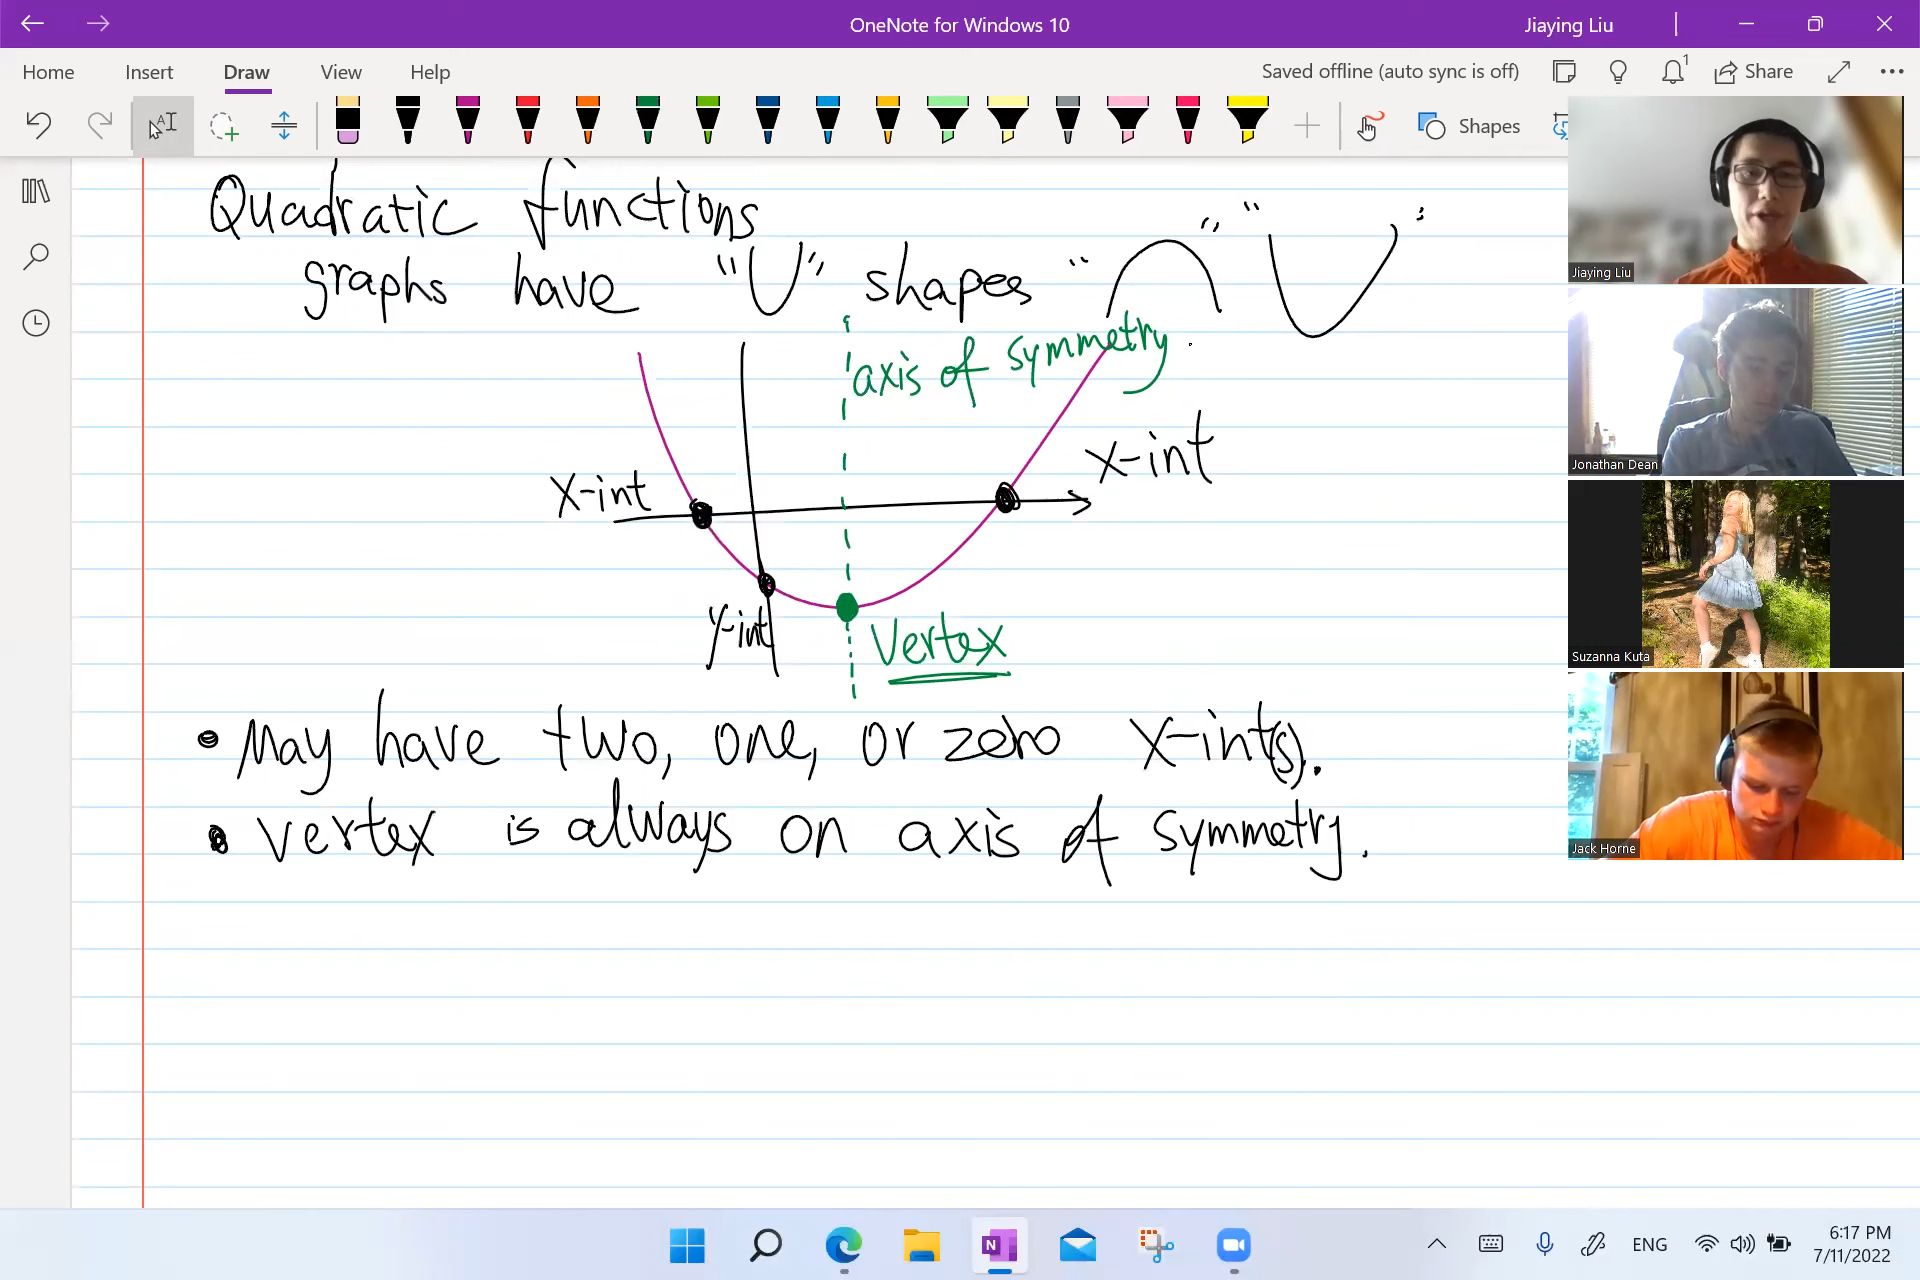 OneNote for Windows 10
Jiaying Liu
Home Insert Draw View Help
Saved offline (auto sync is off)
1
Share
Shapes
Quadratic functions
graphs have "U" shapes " " " "
axis of symmetry
x-int
x-int
y-int
Vertex
• May have two, one, or zero x-int(s).
• Vertex is always on axis of symmetry.
Jiaying Liu
Jonathan Dean
Suzanna Kuta
Jack Horne
N
ENG
6:17 PM
7/11/2022